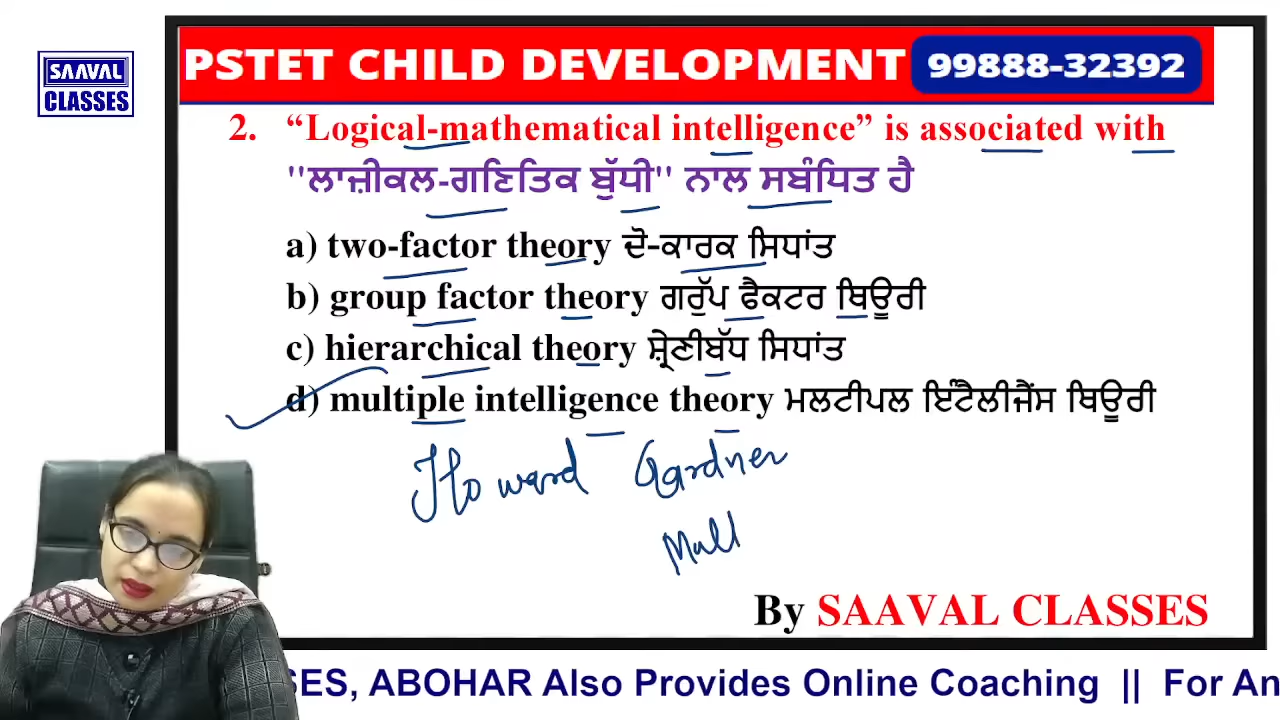 SAAVAL
CLASSES
PSTET CHILD DEVELOPMENT 99888-32392
2. “Logical-mathematical intelligence” is associated with
"ਲਾਜ਼ੀਕਲ-ਗਣਿਤਿਕ ਬੁੱਧੀ" ਨਾਲ ਸਬੰਧਿਤ ਹੈ
a) two-factor theory ਦੋ-ਕਾਰਕ ਸਿਧਾਂਤ
b) group factor theory ਗਰੁੱਪ ਫੈਕਟਰ ਥਿਊਰੀ
c) hierarchical theory ਸ਼੍ਰੇਣੀਬੱਧ ਸਿਧਾਂਤ
d) multiple intelligence theory ਮਲਟੀਪਲ ਇੰਟੈਲੀਜੈਂਸ ਥਿਊਰੀ
Howard Gardner
Mull
By SAAVAL CLASSES
SES, ABOHAR Also Provides Online Coaching || For An